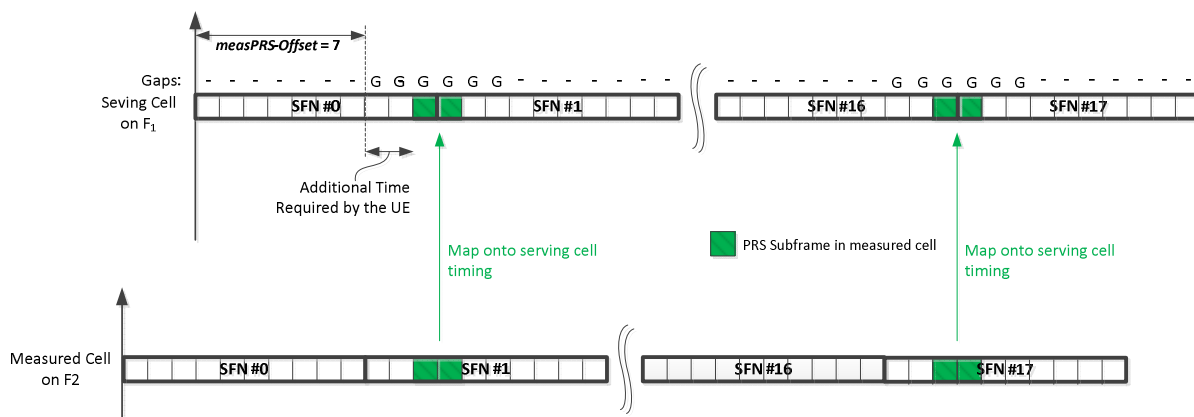 measPRS-Offset = 7
Gaps: - - - - - - - G G G G G G - - - - - - - - - - - - - - - G G G G G G - - - - - - -
Seving Cell
on F1
SFN #0
SFN #1
SFN #16
SFN #17
Additional Time
Required by the UE
Map onto serving cell
timing
PRS Subframe in measured cell
Map onto serving cell
timing
Measured Cell
on F2
SFN #0
SFN #1
SFN #16
SFN #17